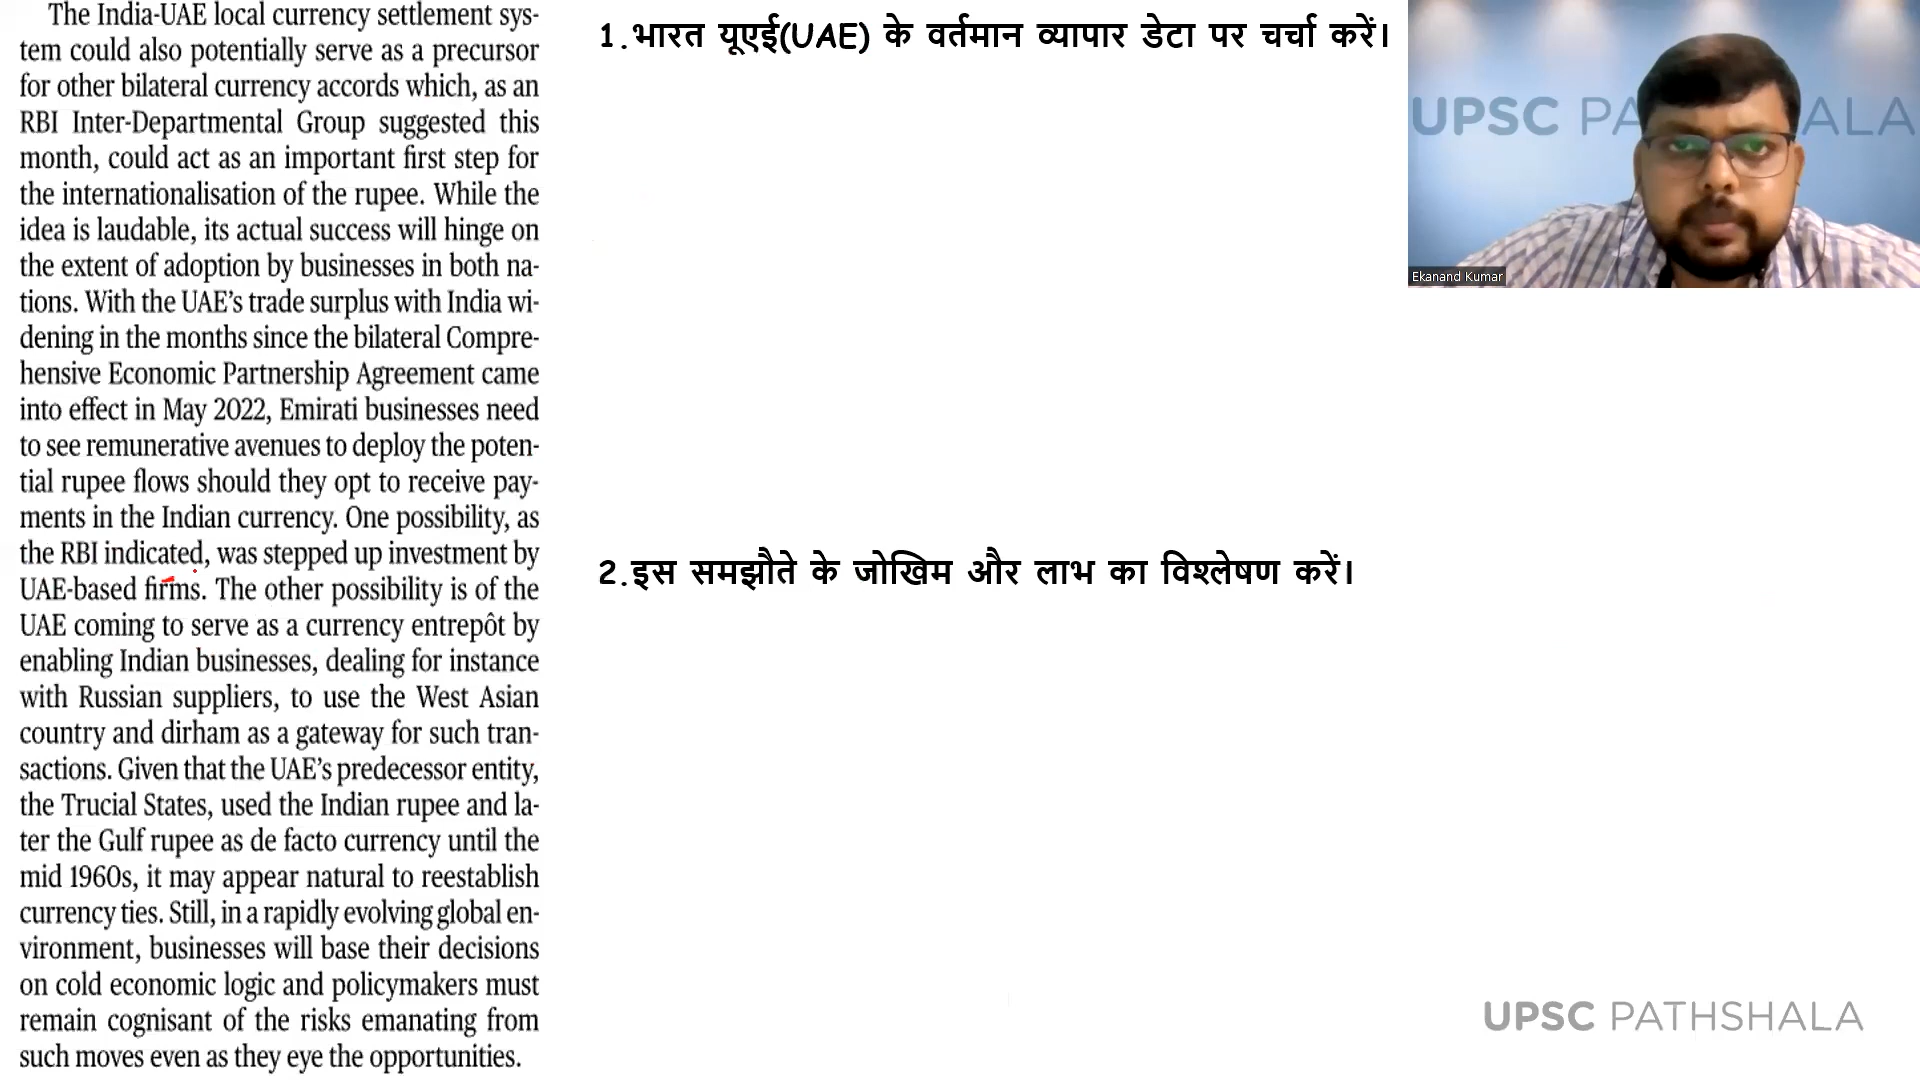 The India-UAE local currency settlement sys-
tem could also potentially serve as a precursor
for other bilateral currency accords which, as an
RBI Inter-Departmental Group suggested this
month, could act as an important first step for
the internationalisation of the rupee. While the
idea is laudable, its actual success will hinge on
the extent of adoption by businesses in both na-
tions. With the UAE’s trade surplus with India wi-
dening in the months since the bilateral Compre-
hensive Economic Partnership Agreement came
into effect in May 2022, Emirati businesses need
to see remunerative avenues to deploy the poten-
tial rupee flows should they opt to receive pay-
ments in the Indian currency. One possibility, as
the RBI indicated, was stepped up investment by
UAE-based firms. The other possibility is of the
UAE coming to serve as a currency entrepôt by
enabling Indian businesses, dealing for instance
with Russian suppliers, to use the West Asian
country and dirham as a gateway for such tran-
sactions. Given that the UAE’s predecessor entity,
the Trucial States, used the Indian rupee and la-
ter the Gulf rupee as de facto currency until the
mid 1960s, it may appear natural to reestablish
currency ties. Still, in a rapidly evolving global en-
vironment, businesses will base their decisions
on cold economic logic and policymakers must
remain cognisant of the risks emanating from
such moves even as they eye the opportunities.
1.भारत यूएई(UAE) के वर्तमान व्यापार डेटा पर चर्चा करें।
2.इस समझौते के जोखिम और लाभ का विश्लेषण करें।
UPSC PA ALA
Ekanand Kumar
UPSC PATHSHALA